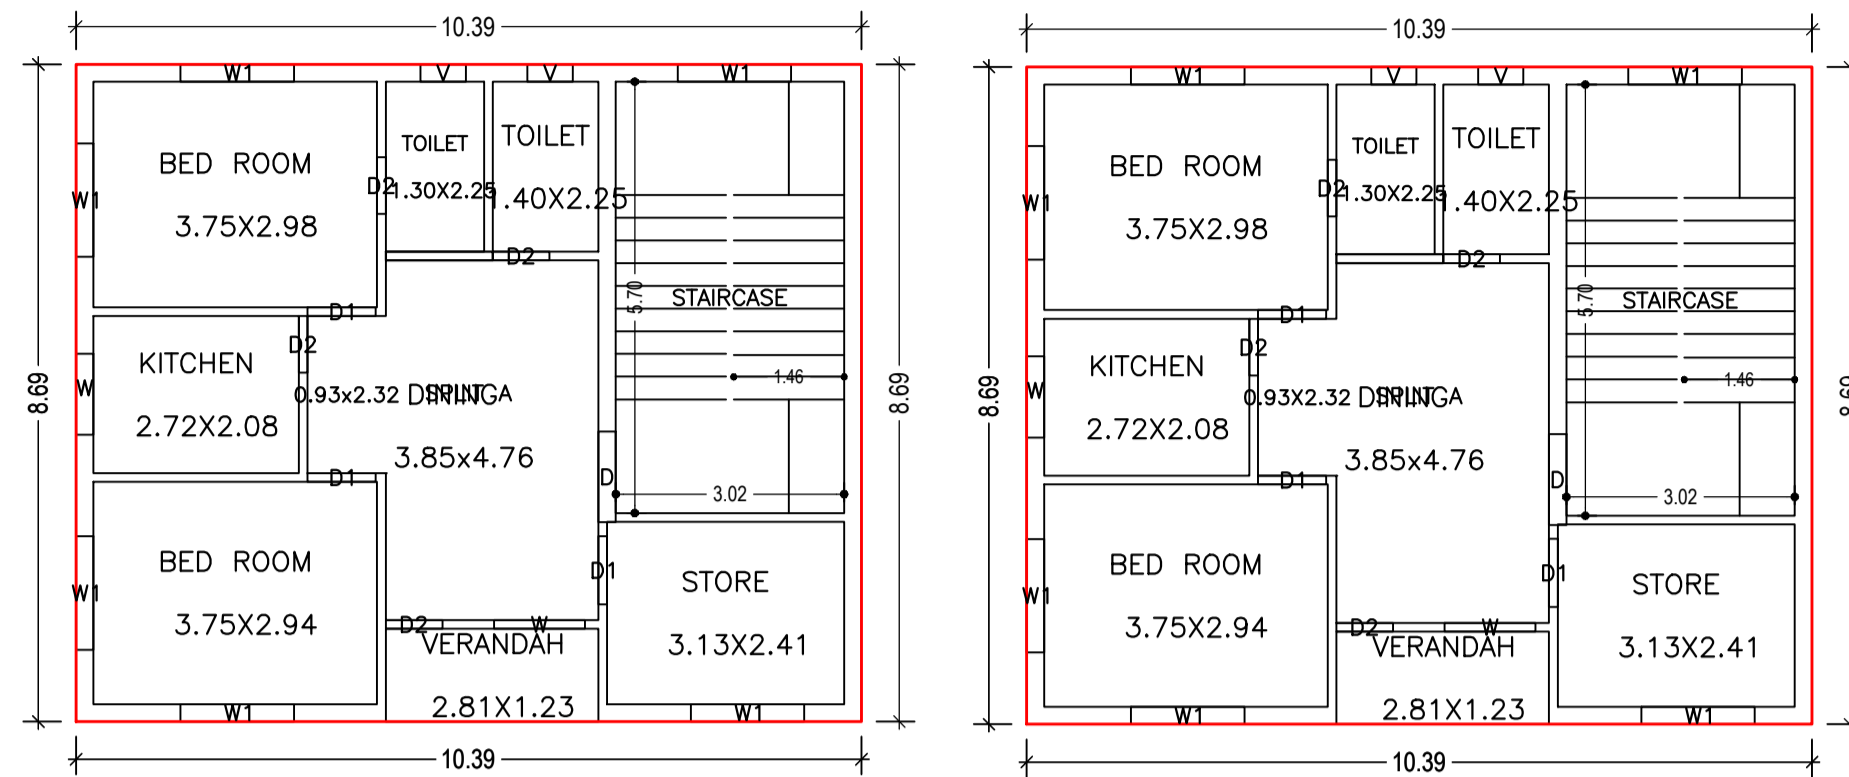 10.39
W1 V V W1
BED ROOM
3.75X2.98
TOILET
1.30X2.25
TOILET
1.40X2.25
W1
D2
D2
5.70
STAIRCASE
D1
D2
KITCHEN
2.72X2.08
W
0.93x2.32
DINING
3.85x4.76
1.46
8.69
8.69
D1
D
3.02
BED ROOM
3.75X2.94
W1
D1
STORE
3.13X2.41
D2 W
VERANDAH
2.81X1.23
W1 W1
10.39
10.39
W1 V V W1
BED ROOM
3.75X2.98
TOILET
1.30X2.25
TOILET
1.40X2.25
W1
D2
D2
5.70
STAIRCASE
D1
D2
KITCHEN
2.72X2.08
W
0.93X2.32
DINING
3.85x4.76
1.46
8.69
8.69
D1
D
3.02
BED ROOM
3.75X2.94
W1
D1
STORE
3.13X2.41
D2 W
VERANDAH
2.81X1.23
W1 W1
10.39